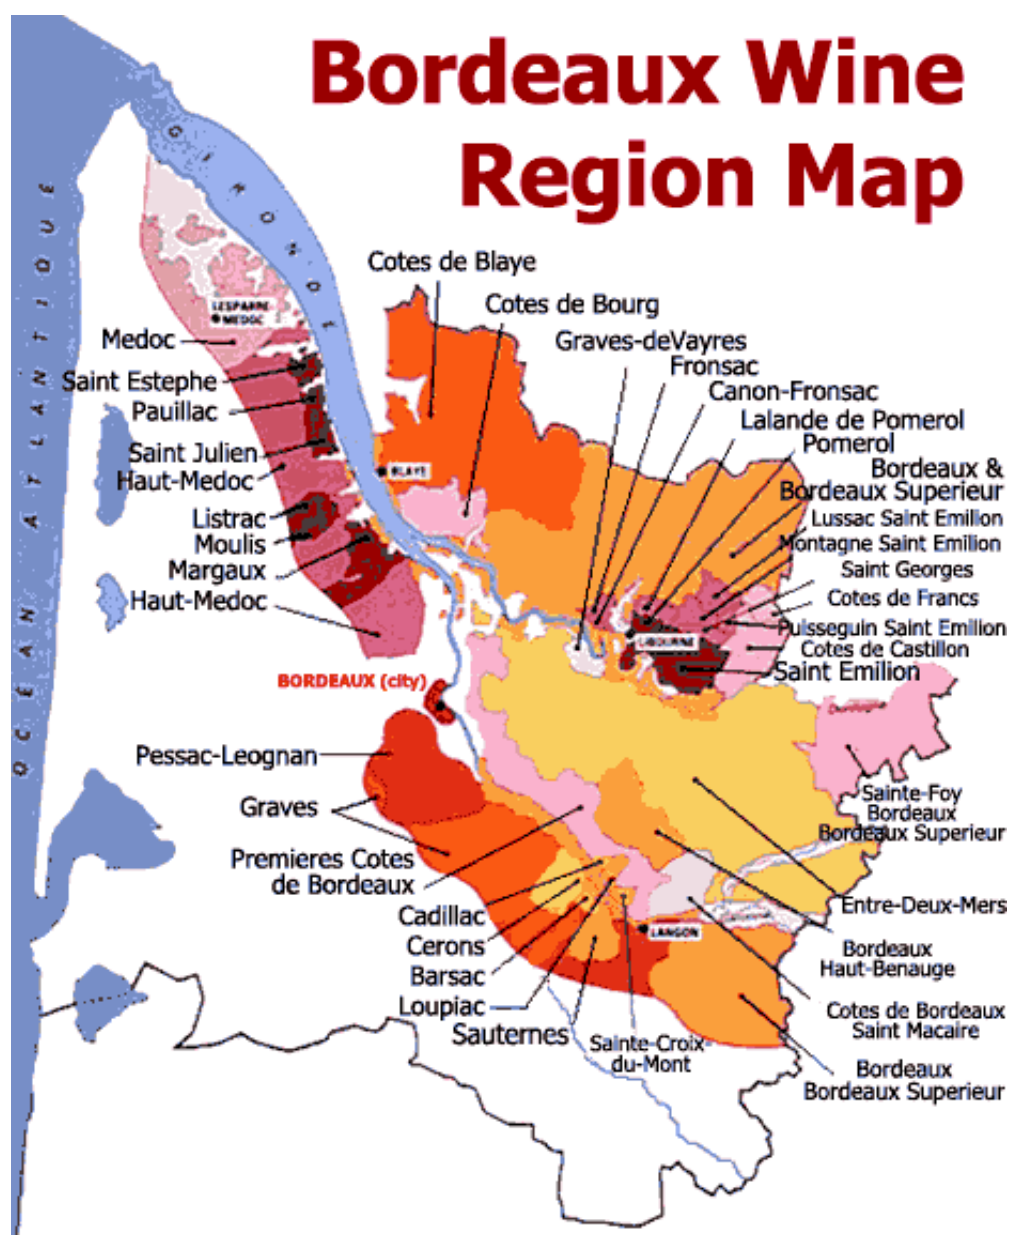 Bordeaux Wine
Region Map
GIRONDE
OCÉAN ATLANTIQUE
Cotes de Blaye
Cotes de Bourg
LESPARRE
MEDOC
Graves-deVayres
Medoc
Fronsac
Saint Estephe
Canon-Fronsac
Pauillac
Lalande de Pomerol
Pomerol
Saint Julien
Haut-Medoc
BLAYE
Bordeaux &
Bordeaux Superieur
Listrac
Lussac Saint Emilion
Moulis
Montagne Saint Emilion
Margaux
Saint Georges
Haut-Medoc
Cotes de Francs
Puisseguin Saint Emilion
LIBOURNE
Cotes de Castillon
Saint Emilion
BORDEAUX (city)
Dordogne
Pessac-Leognan
Sainte-Foy
Bordeaux
Bordeaux Superieur
Graves
Premieres Cotes
de Bordeaux
Cadillac
Entre-Deux-Mers
LANGON
Cerons
Bordeaux
Haut-Benauge
Barsac
Loupiac
Cotes de Bordeaux
Saint Macaire
Sauternes
Sainte-Croix-
du-Mont
Bordeaux
Bordeaux Superieur